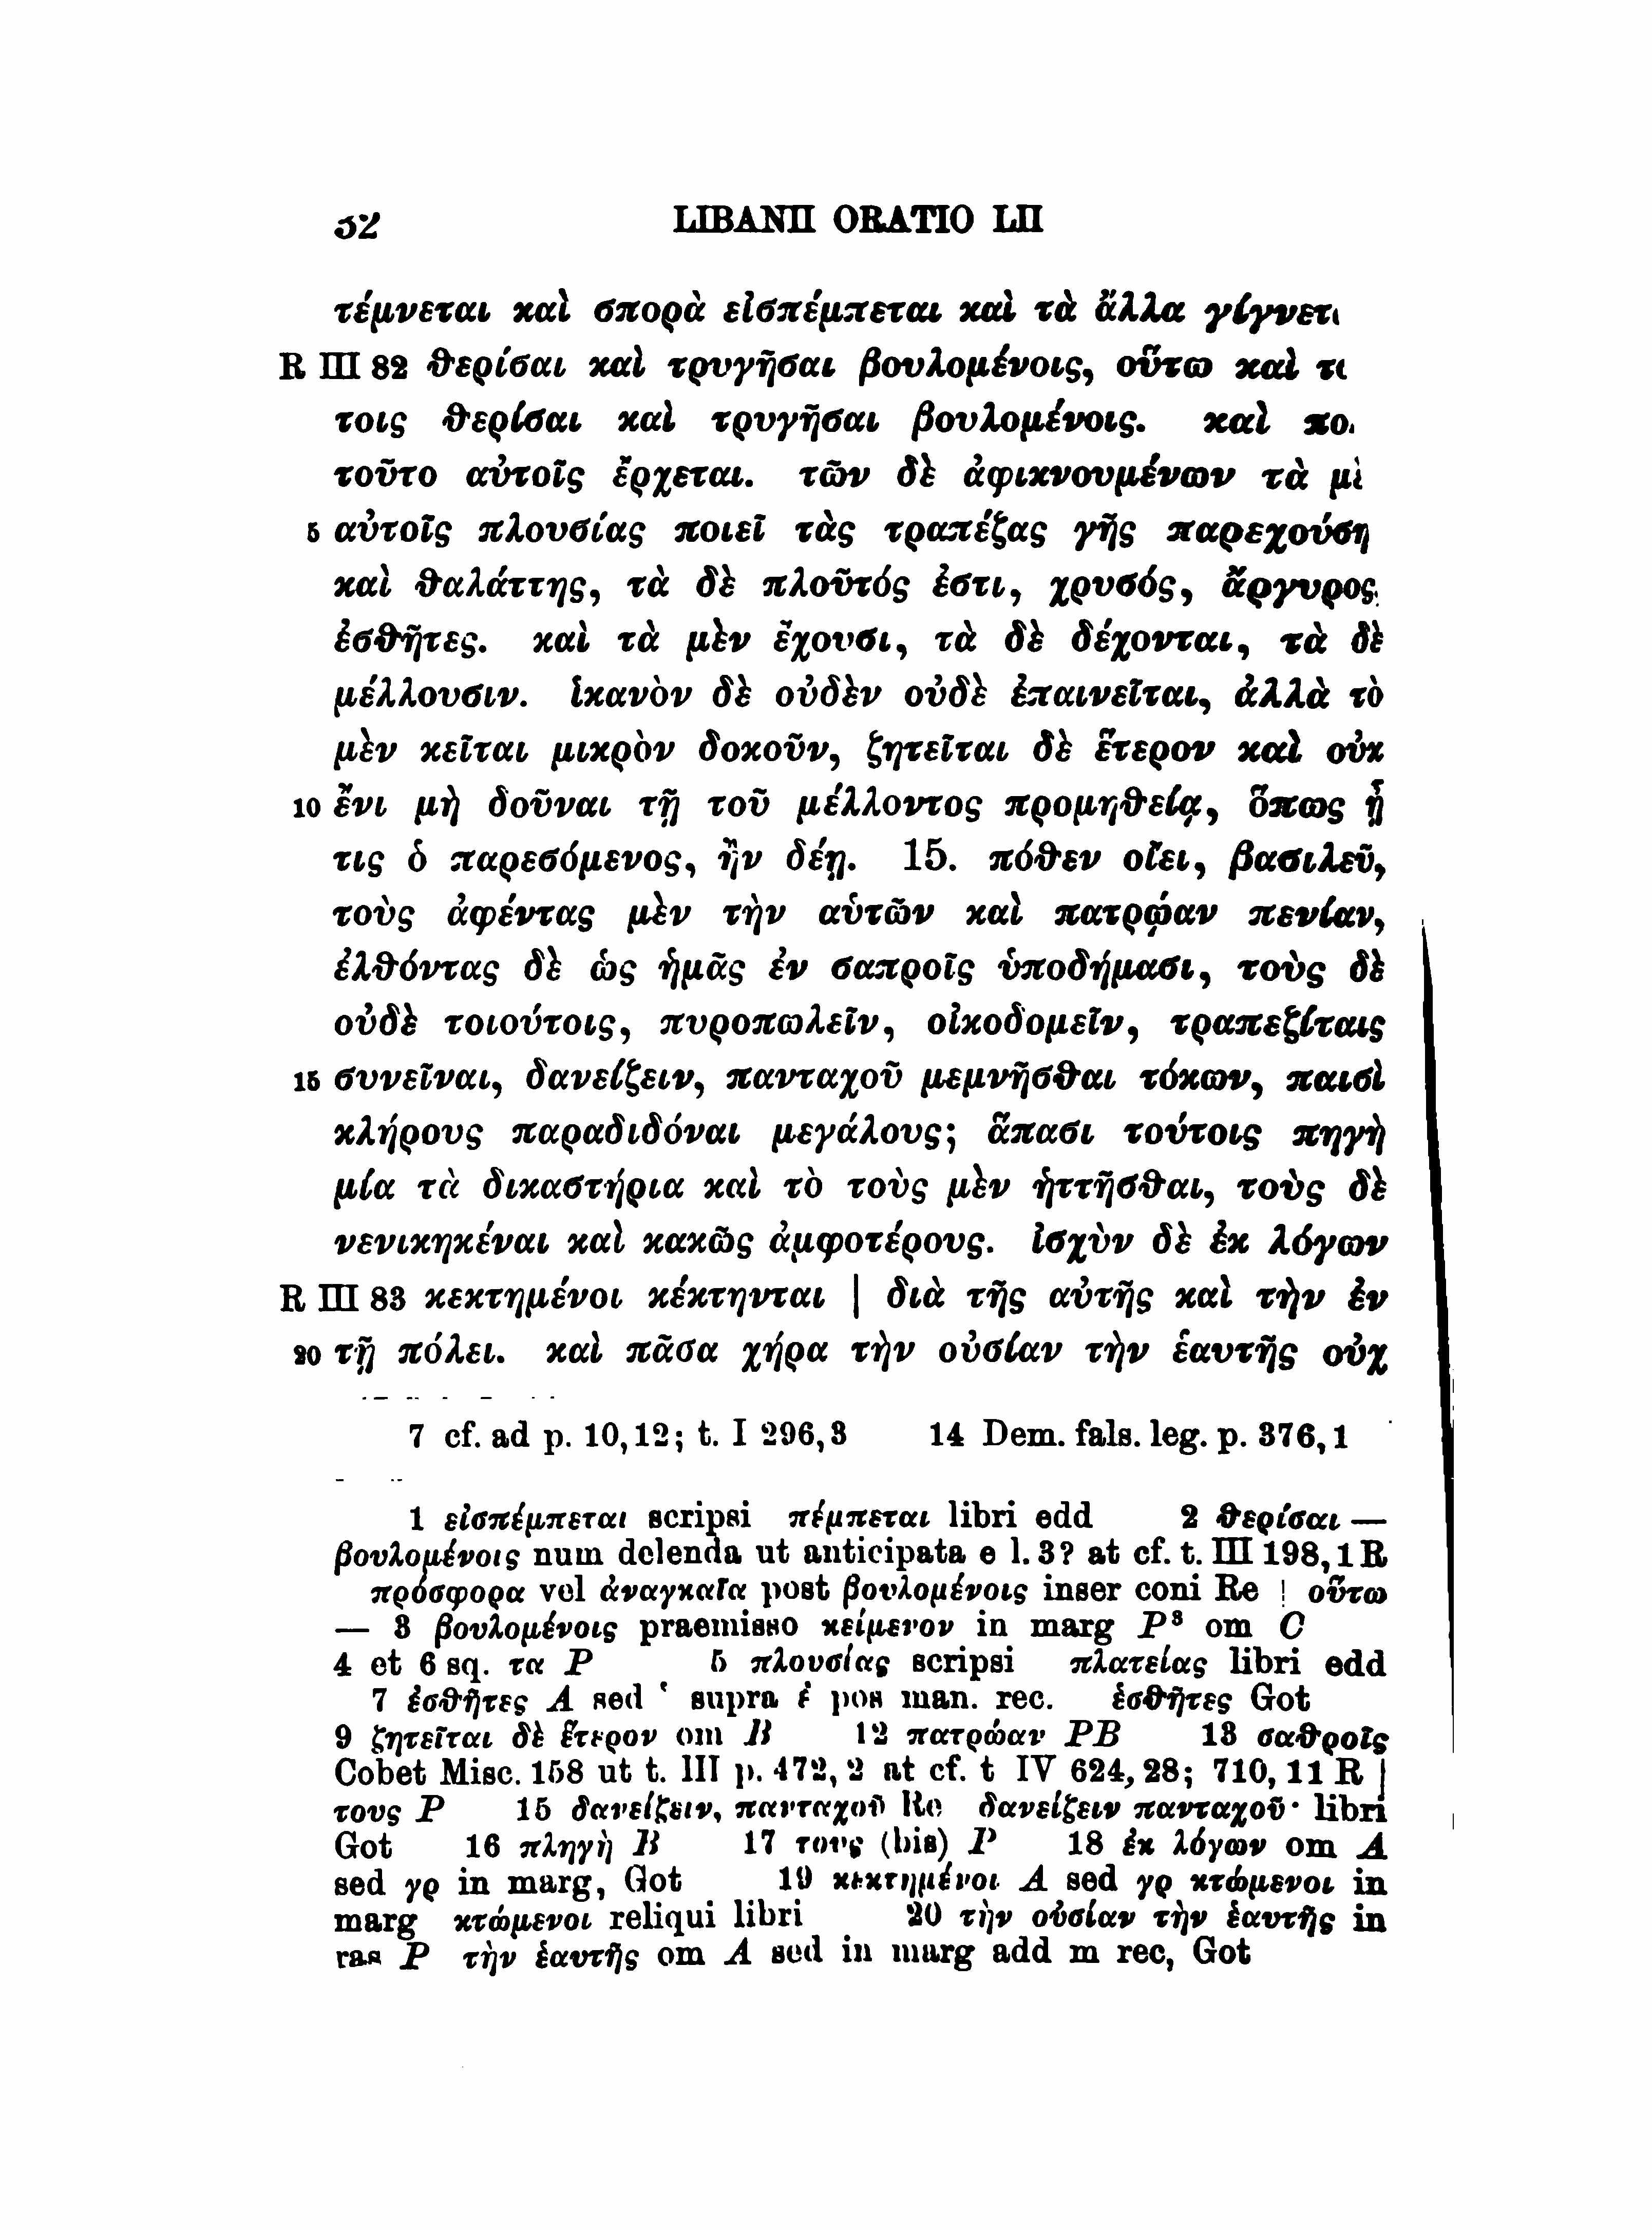 32 LIBANII ORATIO LII
τέμνεται καὶ σπορὰ εἰσπέμπεται καὶ τὰ ἄλλα
R III 82 θερίσαι καὶ τρυγῆσαι βουλομένοις, οὕτω καὶ
τοις θερίσαι καὶ τρυγῆσαι βουλομένοις. καὶ
τοῦτο αὐτοῖς ἔρχεται. τῶν δὲ ἀφικνουμένων τὰ
5 αὐτοῖς πλουσίας ποιεῖ τὰς τραπέζας γῆς παρεχούση
καὶ θαλάττης, τὰ δὲ πλοῦτός ἐστι, χρυσός, ἄργυρος,
ἐσθῆτες. καὶ τὰ μὲν ἔχουσι, τὰ δὲ δέχονται, τὰ δὲ
μέλλουσιν. ἱκανὸν δὲ οὐδὲν οὐδὲ ἐπαινεῖται, ἀλλὰ τὸ
μὲν κεῖται μικρὸν δοκοῦν, ζητεῖται δὲ ἕτερον καὶ οὐκ
10 ἔνι μὴ δοῦναι τῇ τοῦ μέλλοντος προμηθείᾳ, ὅπως ᾖ
τις ὁ παρεσόμενος, ἢν δέῃ. 15. πόθεν οἴει, βασιλεῦ,
τοὺς ἀφέντας μὲν τὴν αὑτῶν καὶ πατρῴαν πενίαν,
ἐλθόντας δὲ ὡς ἡμᾶς ἐν σαπροῖς ὑποδήμασι, τοὺς δὲ
οὐδὲ τοιούτοις, πυροπωλεῖν, οἰκοδομεῖν, τραπεζίταις
15 συνεῖναι, δανείζειν, πανταχοῦ μεμνῆσθαι τόκων, παισὶ
κλήρους παραδιδόναι μεγάλους; ἅπασι τούτοις πηγὴ
μία τὰ δικαστήρια καὶ τὸ τοὺς μὲν ἡττῆσθαι, τοὺς δὲ
νενικηκέναι καὶ κακῶς ἀμφοτέρους. ἰσχὺν δὲ ἐκ λόγων
R III 83 κεκτημένοι κέκτηνται | διὰ τῆς αὐτῆς καὶ τὴν ἐν
20 τῇ πόλει. καὶ πᾶσα χήρα τὴν οὐσίαν τὴν ἑαυτῆς οὐχ
7 cf. ad p. 10,12; t. I 296,3 14 Dem. fals. leg. p. 376,1
1 εἰσπέμπεται scripsi πέμπεται libri edd 2 θερίσαι —
βουλομένοις num delenda ut anticipata e l. 3? at cf. t. III 198,1 R
πρόσφορα vel ἀναγκαῖα post βουλομένοις inser coni Re | οὕτω
— 3 βουλομένοις praemisso κείμενον in marg P³ om C
4 et 6 sq. τα P 5 πλουσίας scripsi πλατείας libri edd
7 ἐσθῆτες A sed ʽ supra ἐ pos man. rec. ἑσθῆτες Got
9 ζητεῖται δὲ ἕτερον om B 12 πατρώαν PB 13 σαθροῖς
Cobet Misc. 158 ut t. III p. 472, 2 at cf. t IV 624, 28; 710, 11 R |
τους P 15 δανείζειν, πανταχοῦ Re δανείζειν πανταχοῦ· libri
Got 16 πληγὴ B 17 τους (bis) P 18 ἐκ λόγων om A
sed γρ in marg, Got 19 κεκτημένοι A sed γρ κτώμενοι in
marg κτώμενοι reliqui libri 20 τὴν οὐσίαν τὴν ἑαυτῆς in
ras P τὴν ἑαυτῆς om A sed in marg add m rec, Got